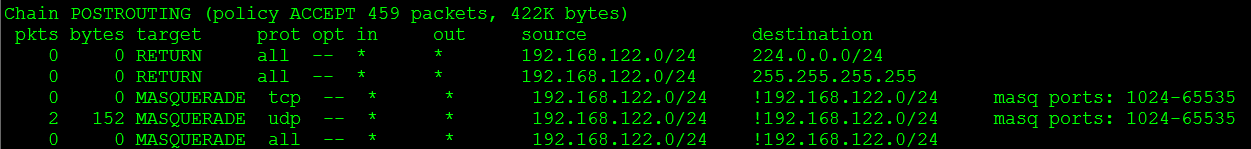 Chain POSTROUTING (policy ACCEPT 459 packets, 422K bytes)
pkts bytes target prot opt in out source destination
0 0 RETURN all -- * * 192.168.122.0/24 224.0.0.0/24
0 0 RETURN all -- * * 192.168.122.0/24 255.255.255.255
0 0 MASQUERADE tcp -- * * 192.168.122.0/24 !192.168.122.0/24 masq ports: 1024-65535
2 152 MASQUERADE udp -- * * 192.168.122.0/24 !192.168.122.0/24 masq ports: 1024-65535
0 0 MASQUERADE all -- * * 192.168.122.0/24 !192.168.122.0/24